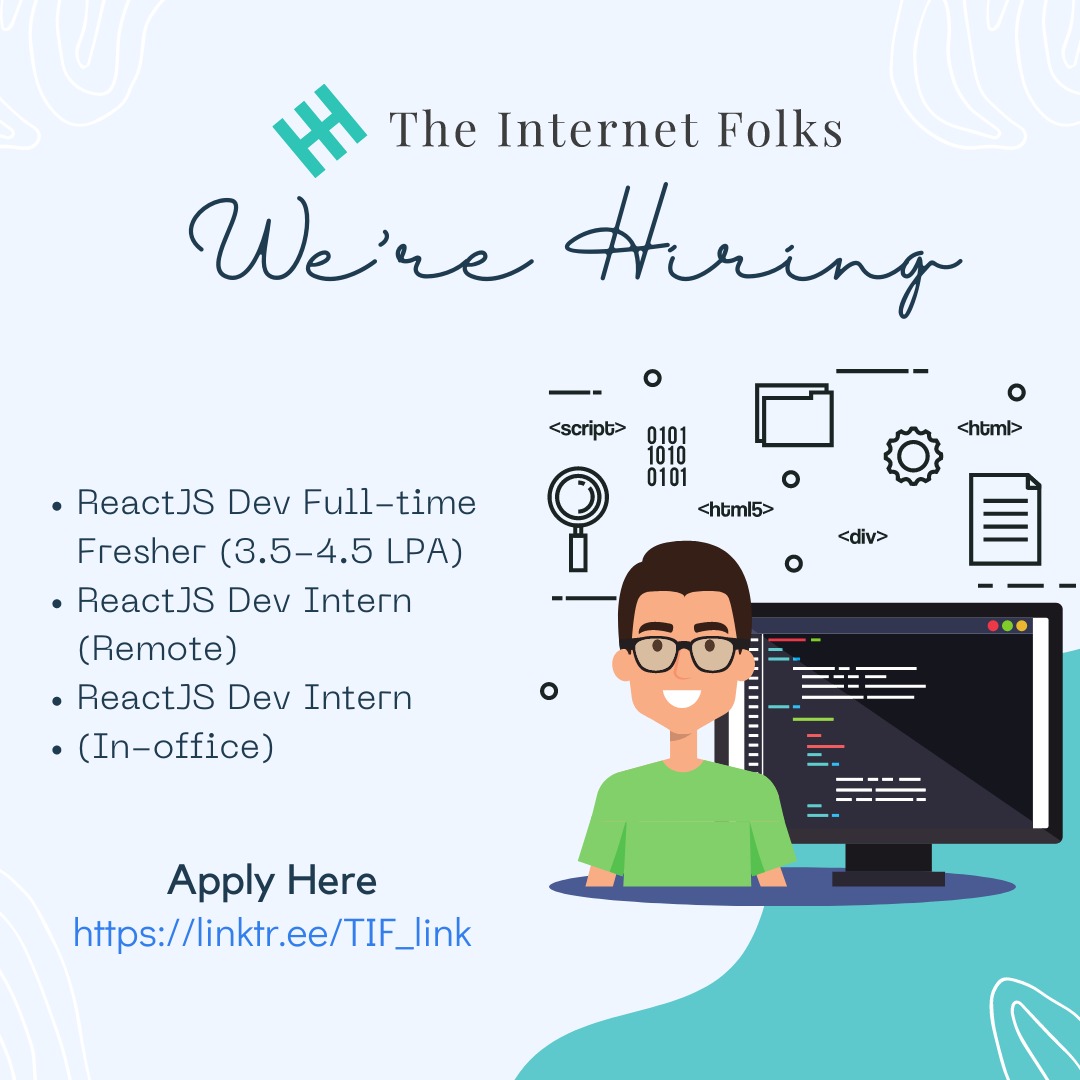 The Internet Folks
We're Hiring
<script>
0101
1010
0101
<html>
<html5>
<div>
• ReactJS Dev Full-time
Fresher (3.5-4.5 LPA)
• ReactJS Dev Intern
(Remote)
• ReactJS Dev Intern
• (In-office)
Apply Here
https://linktr.ee/TIF_link